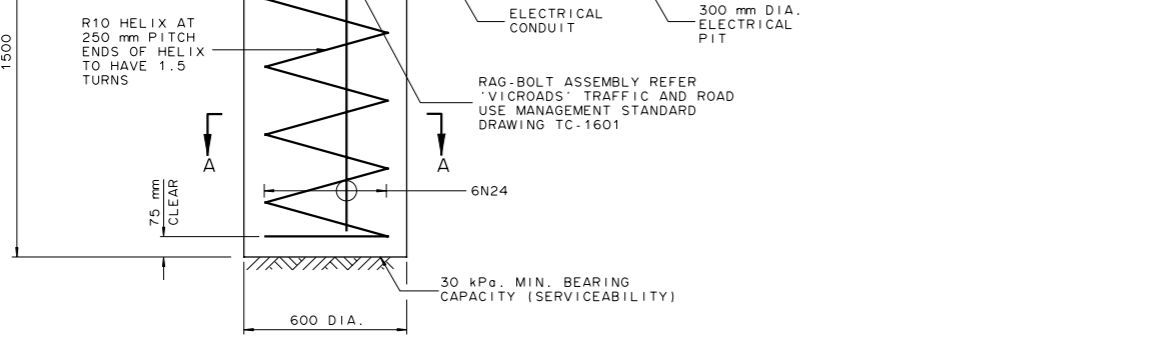 R10 HELIX AT
250 mm PITCH
ENDS OF HELIX
TO HAVE 1.5
TURNS
1500
ELECTRICAL
CONDUIT
300 mm DIA.
ELECTRICAL
PIT
RAG-BOLT ASSEMBLY REFER
'VICROADS' TRAFFIC AND ROAD
USE MANAGEMENT STANDARD
DRAWING TC-1601
A
A
6N24
75 mm
CLEAR
30 kPa. MIN. BEARING
CAPACITY (SERVICEABILITY)
600 DIA.